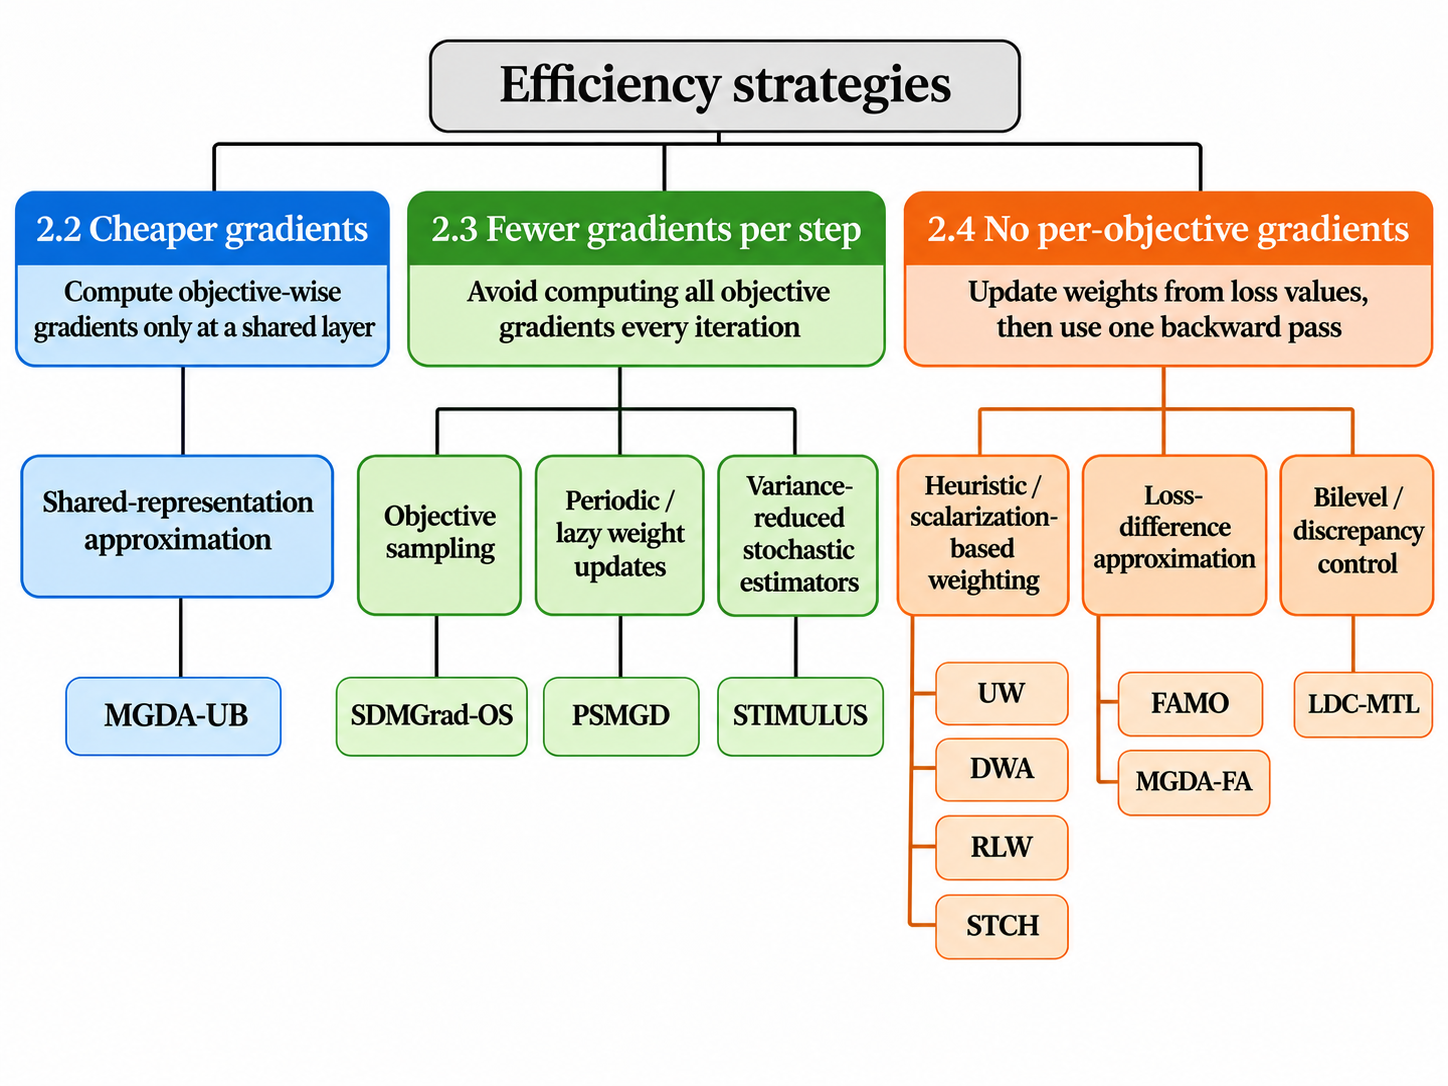 Efficiency strategies
2.2 Cheaper gradients
Compute objective-wise
gradients only at a shared layer
2.3 Fewer gradients per step
Avoid computing all objective
gradients every iteration
2.4 No per-objective gradients
Update weights from loss values,
then use one backward pass
Shared-representation
approximation
Objective
sampling
Periodic /
lazy weight
updates
Variance-
reduced
stochastic
estimators
Heuristic /
scalarization-
based
weighting
Loss-
difference
approximation
Bilevel /
discrepancy
control
MGDA-UB
SDMGrad-OS
PSMGD
STIMULUS
UW
DWA
RLW
STCH
FAMO
MGDA-FA
LDC-MTL